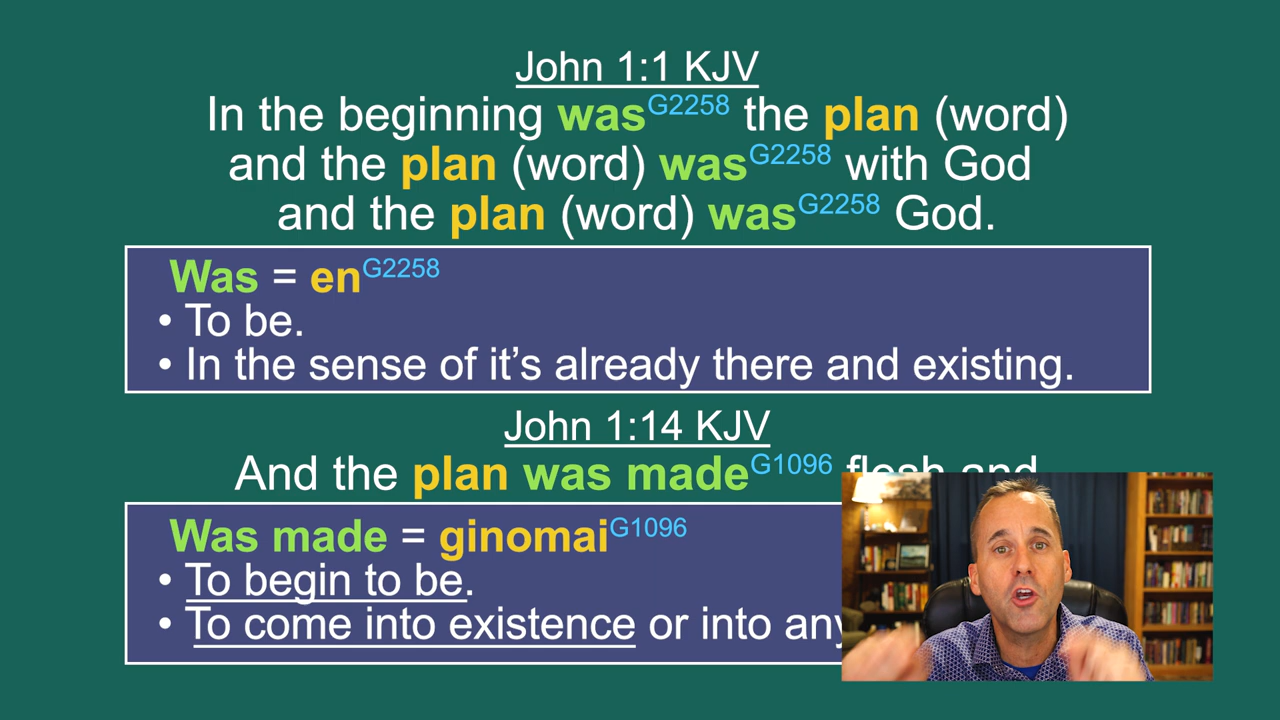 John 1:1 KJV
In the beginning wasG2258 the plan (word)
and the plan (word) wasG2258 with God
and the plan (word) wasG2258 God.
Was = enG2258
• To be.
• In the sense of it’s already there and existing.
John 1:14 KJV
And the plan was madeG1096 flesh and
Was made = ginomaiG1096
• To begin to be.
• To come into existence or into